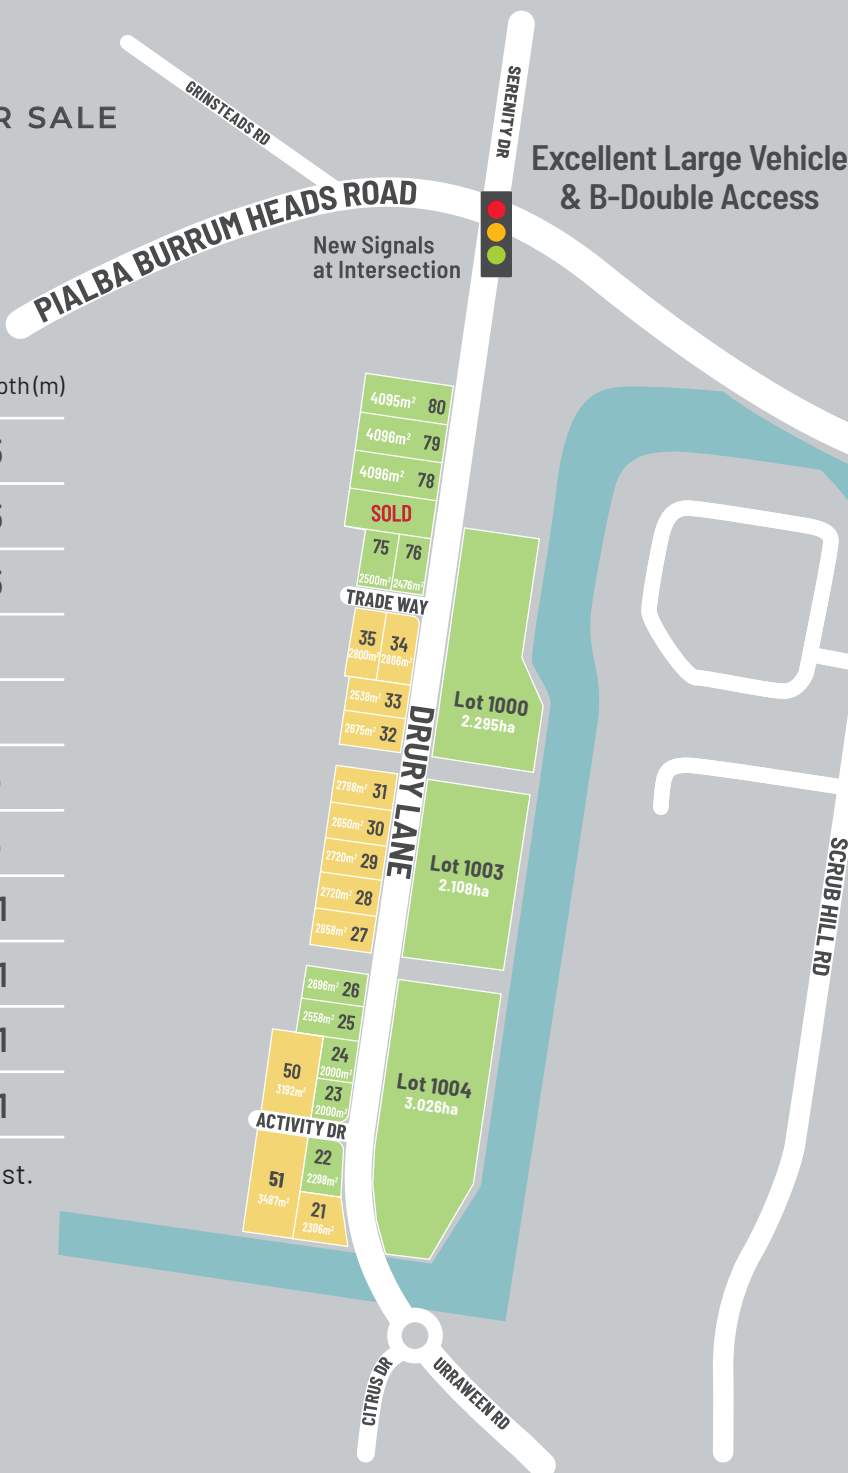 GRINSTEADS RD
SERENITY DR
R SALE
Excellent Large Vehicle
& B-Double Access
PIALBA BURRUM HEADS ROAD
New Signals
at Intersection
pth (m)
4095m² 80
4096m² 79
4096m² 78
SOLD
75 76
2500m² 2476m²
TRADE WAY
35 34
2800m² 2866m²
2538m² 33
2675m² 32
Lot 1000
2.295ha
DRURY LANE
2788m² 31
2650m² 30
2720m² 29
2720m² 28
2858m² 27
Lot 1003
2.108ha
SCRUB HILL RD
1
1
1
1
2696m² 26
2558m² 25
24
2000m²
50
3192m²
23
2000m²
Lot 1004
3.026ha
ACTIVITY DR
22
2298m²
51
3487m²
21
2306m²
st.
CITRUS DR
URRAWEEN RD